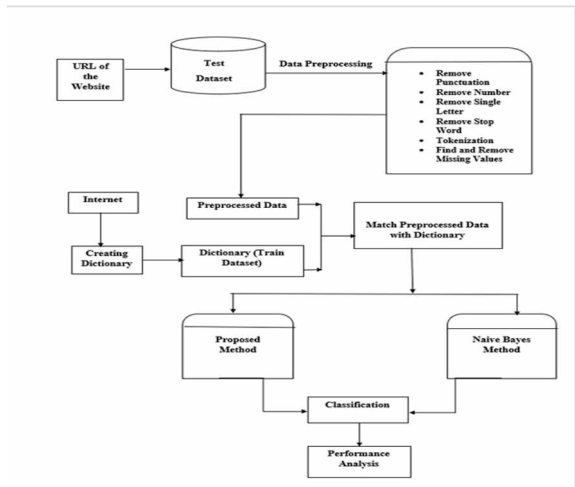 URL of
the
Website
Test
Dataset
Data Preprocessing
• Remove
Punctuation
• Remove Number
• Remove Single
Letter
• Remove Stop
Word
• Tokenization
• Find and Remove
Missing Values
Internet
Preprocessed Data
Match Preprocessed Data
with Dictionary
Creating
Dictionary
Dictionary (Train
Dataset)
Proposed
Method
Naive Bayes
Method
Classification
Performance
Analysis